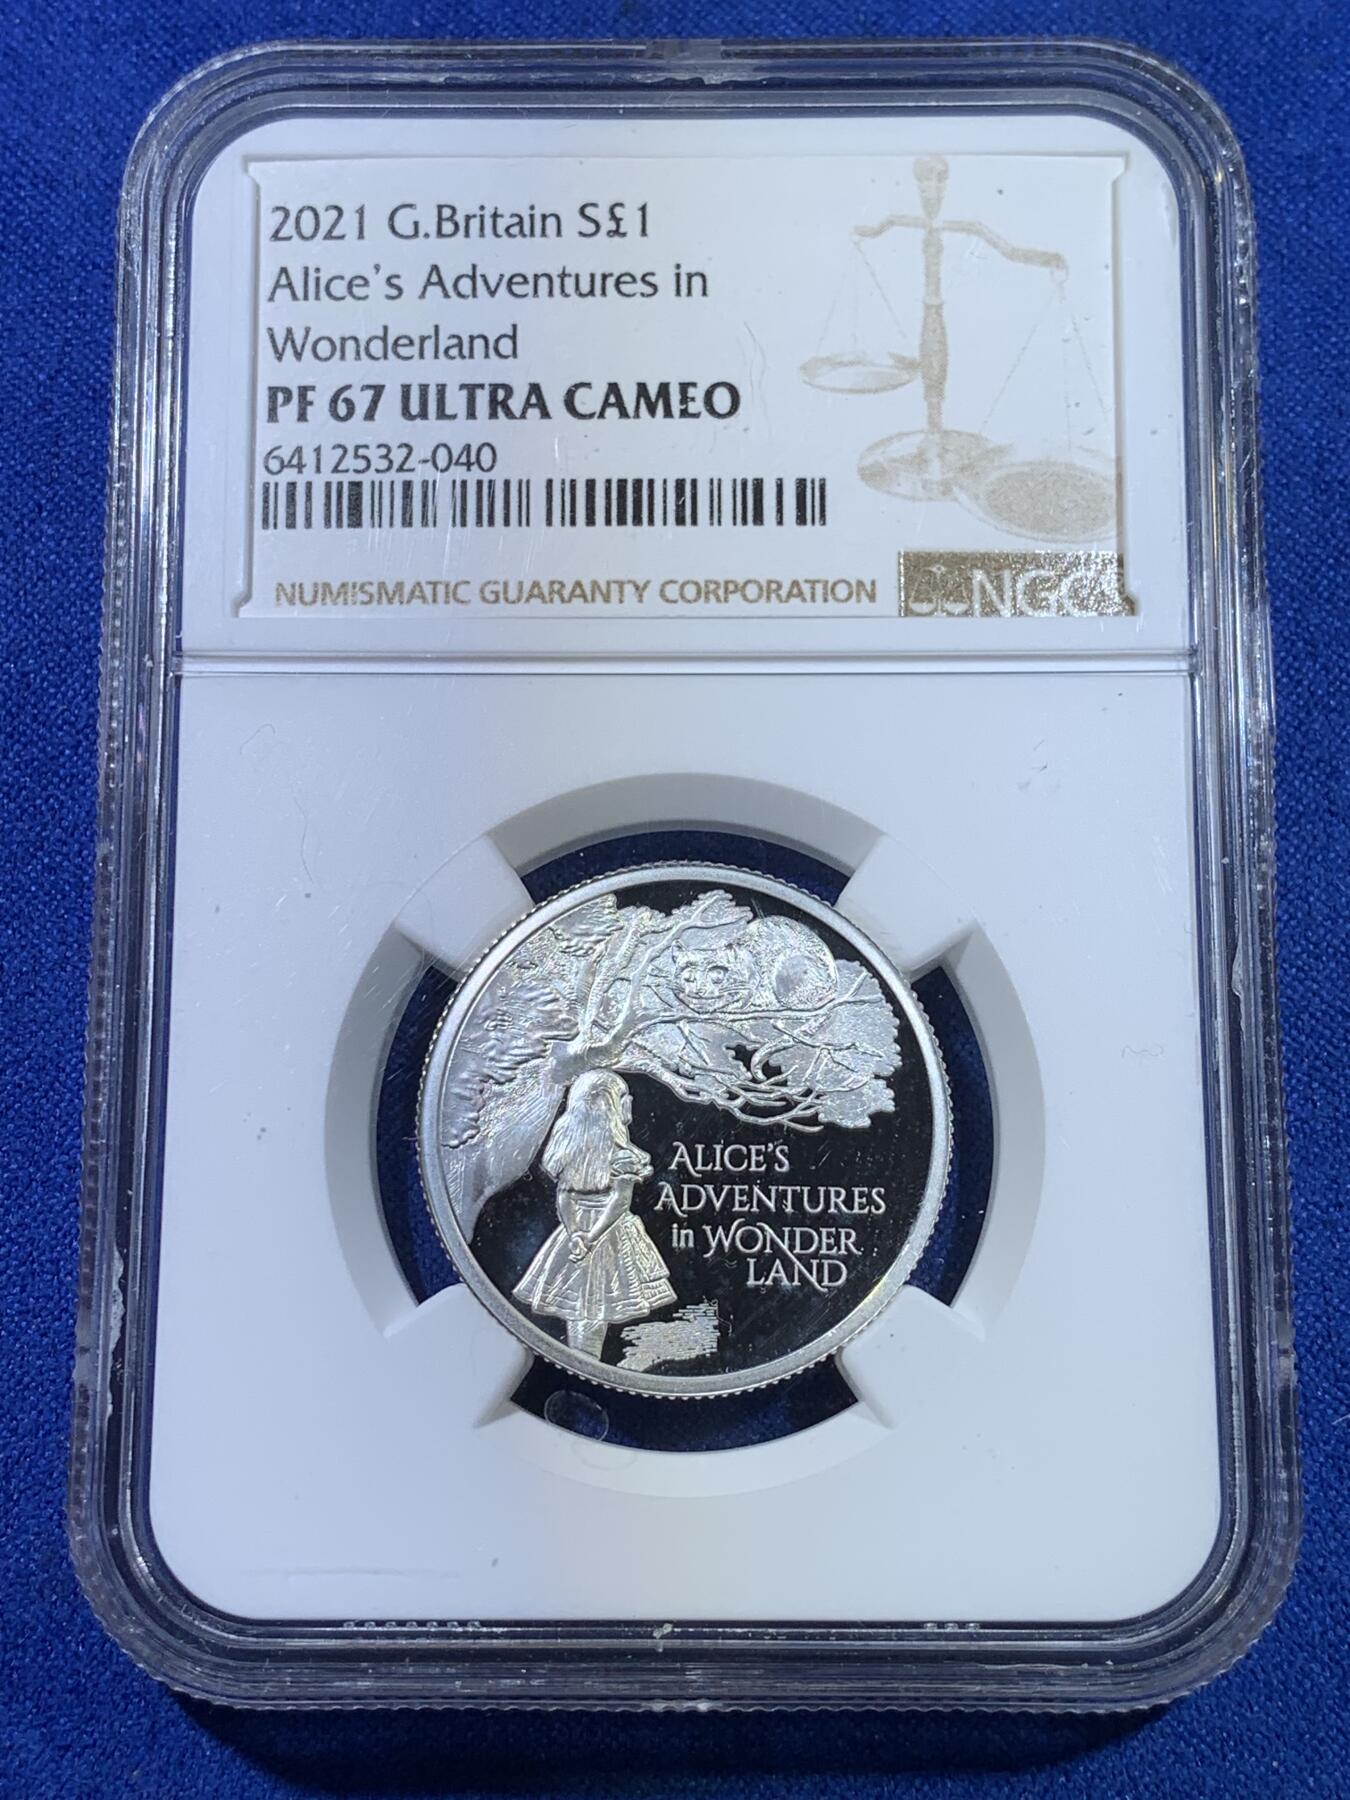 2021 G.Britain S£1
Alice's Adventures in
Wonderland
PF 67 ULTRA CAMEO
6412532-040
NUMISMATIC GUARANTY CORPORATION
NGC
ALICE'S
ADVENTURES
in WONDER
LAND